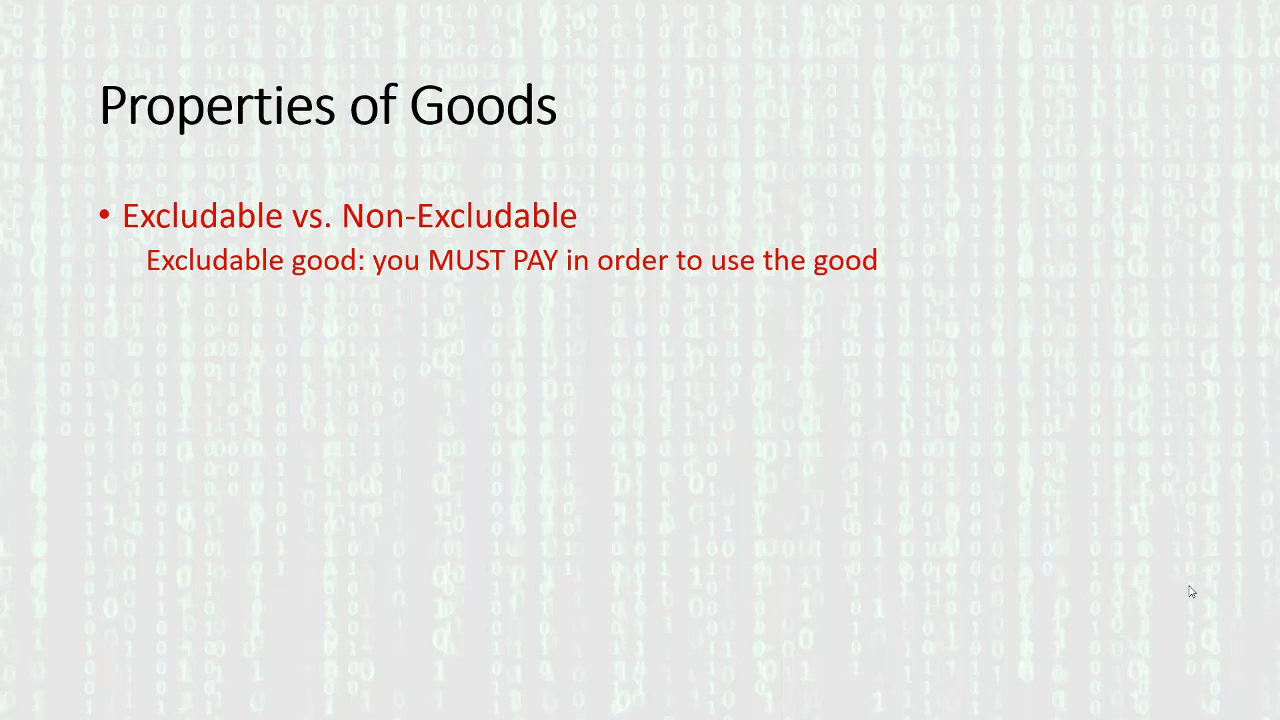 Properties of Goods
• Excludable vs. Non-Excludable
Excludable good: you MUST PAY in order to use the good